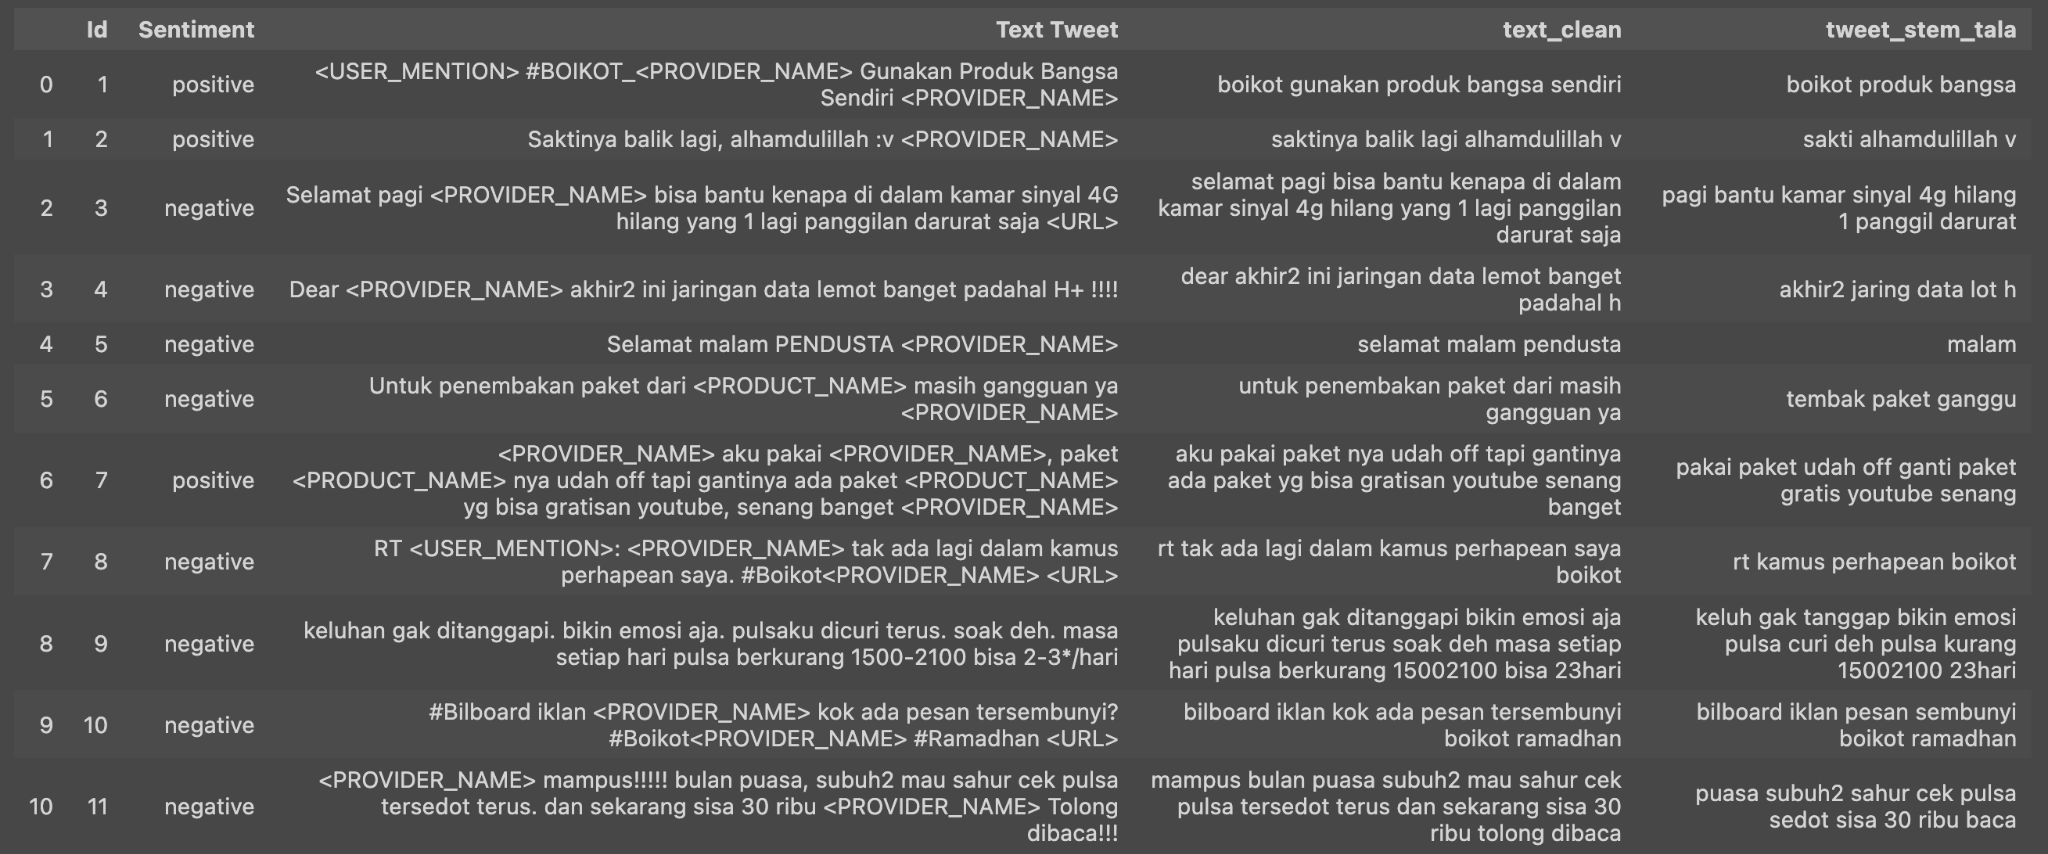 Id Sentiment Text Tweet text_clean tweet_stem_tala
0 1 positive <USER_MENTION> #BOIKOT_<PROVIDER_NAME> Gunakan Produk Bangsa
Sendiri <PROVIDER_NAME> boikot gunakan produk bangsa sendiri boikot produk bangsa
1 2 positive Saktinya balik lagi, alhamdulillah :v <PROVIDER_NAME> saktinya balik lagi alhamdulillah v sakti alhamdulillah v
2 3 negative Selamat pagi <PROVIDER_NAME> bisa bantu kenapa di dalam kamar sinyal 4G
hilang yang 1 lagi panggilan darurat saja <URL>
selamat pagi bisa bantu kenapa di dalam
kamar sinyal 4g hilang yang 1 lagi panggilan
darurat saja
pagi bantu kamar sinyal 4g hilang
1 panggil darurat
3 4 negative Dear <PROVIDER_NAME> akhir2 ini jaringan data lemot banget padahal H+ !!!!
dear akhir2 ini jaringan data lemot banget
padahal h
akhir2 jaring data lot h
4 5 negative Selamat malam PENDUSTA <PROVIDER_NAME> selamat malam pendusta malam
5 6 negative Untuk penembakan paket dari <PRODUCT_NAME> masih gangguan ya
<PROVIDER_NAME>
untuk penembakan paket dari masih
gangguan ya
tembak paket ganggu
6 7 positive <PROVIDER_NAME> aku pakai <PROVIDER_NAME>, paket
<PRODUCT_NAME> nya udah off tapi gantinya ada paket <PRODUCT_NAME>
yg bisa gratisan youtube, senang banget <PROVIDER_NAME>
aku pakai paket nya udah off tapi gantinya
ada paket yg bisa gratisan youtube senang
banget
pakai paket udah off ganti paket
gratis youtube senang
7 8 negative RT <USER_MENTION>: <PROVIDER_NAME> tak ada lagi dalam kamus
perhapean saya. #Boikot<PROVIDER_NAME> <URL>
rt tak ada lagi dalam kamus perhapean saya
boikot
rt kamus perhapean boikot
8 9 negative keluhan gak ditanggapi. bikin emosi aja. pulsaku dicuri terus. soak deh. masa
setiap hari pulsa berkurang 1500-2100 bisa 2-3*/hari
keluhan gak ditanggapi bikin emosi aja
pulsaku dicuri terus soak deh masa setiap
hari pulsa berkurang 15002100 bisa 23hari
keluh gak tanggap bikin emosi
pulsa curi deh pulsa kurang
15002100 23hari
9 10 negative #Bilboard iklan <PROVIDER_NAME> kok ada pesan tersembunyi?
#Boikot<PROVIDER_NAME> #Ramadhan <URL>
bilboard iklan kok ada pesan tersembunyi
boikot ramadhan
bilboard iklan pesan sembunyi
boikot ramadhan
10 11 negative <PROVIDER_NAME> mampus!!!!! bulan puasa, subuh2 mau sahur cek pulsa
tersedot terus. dan sekarang sisa 30 ribu <PROVIDER_NAME> Tolong
dibaca!!!
mampus bulan puasa subuh2 mau sahur cek
pulsa tersedot terus dan sekarang sisa 30
ribu tolong dibaca
puasa subuh2 sahur cek pulsa
sedot sisa 30 ribu baca